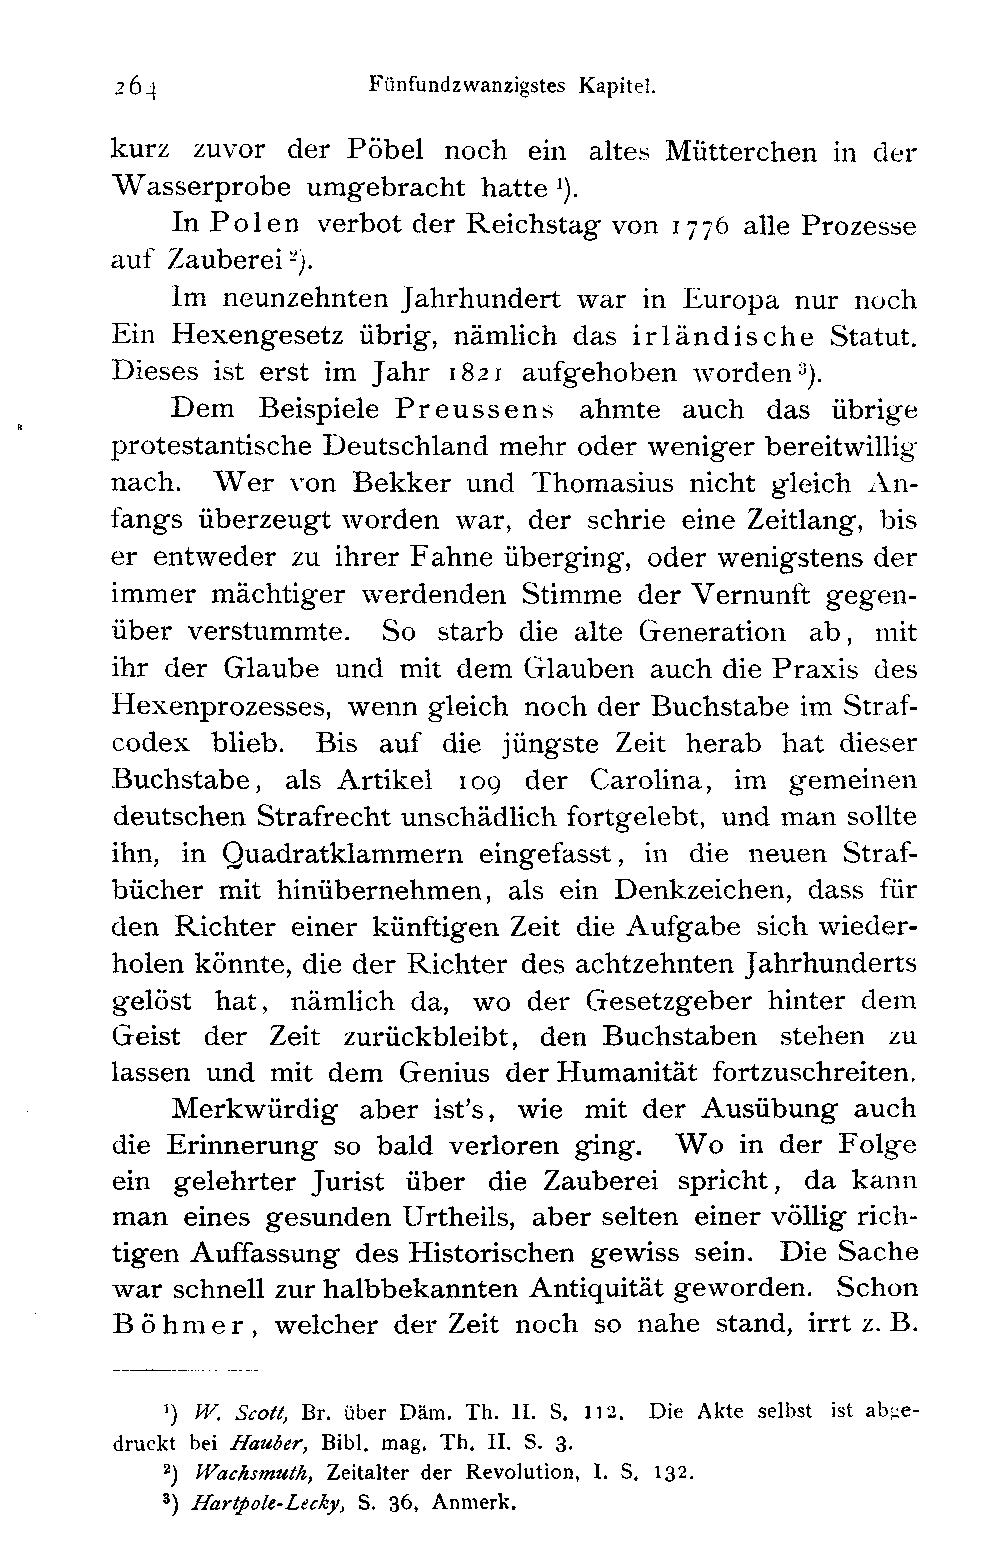 264 Fünfundzwanzigstes Kapitel.
kurz zuvor der Pöbel noch ein altes Mütterchen in der
Wasserprobe umgebracht hatte ¹).
In Polen verbot der Reichstag von 1776 alle Prozesse
auf Zauberei ²).
Im neunzehnten Jahrhundert war in Europa nur noch
Ein Hexengesetz übrig, nämlich das irländische Statut.
Dieses ist erst im Jahr 1821 aufgehoben worden ³).
Dem Beispiele Preussens ahmte auch das übrige
protestantische Deutschland mehr oder weniger bereitwillig
nach. Wer von Bekker und Thomasius nicht gleich An-
fangs überzeugt worden war, der schrie eine Zeitlang, bis
er entweder zu ihrer Fahne überging, oder wenigstens der
immer mächtiger werdenden Stimme der Vernunft gegen-
über verstummte. So starb die alte Generation ab, mit
ihr der Glaube und mit dem Glauben auch die Praxis des
Hexenprozesses, wenn gleich noch der Buchstabe im Straf-
codex blieb. Bis auf die jüngste Zeit herab hat dieser
Buchstabe, als Artikel 109 der Carolina, im gemeinen
deutschen Strafrecht unschädlich fortgelebt, und man sollte
ihn, in Quadratklammern eingefasst, in die neuen Straf-
bücher mit hinübernehmen, als ein Denkzeichen, dass für
den Richter einer künftigen Zeit die Aufgabe sich wieder-
holen könnte, die der Richter des achtzehnten Jahrhunderts
gelöst hat, nämlich da, wo der Gesetzgeber hinter dem
Geist der Zeit zurückbleibt, den Buchstaben stehen zu
lassen und mit dem Genius der Humanität fortzuschreiten.
Merkwürdig aber ist's, wie mit der Ausübung auch
die Erinnerung so bald verloren ging. Wo in der Folge
ein gelehrter Jurist über die Zauberei spricht, da kann
man eines gesunden Urtheils, aber selten einer völlig rich-
tigen Auffassung des Historischen gewiss sein. Die Sache
war schnell zur halbbekannten Antiquität geworden. Schon
Böhmer, welcher der Zeit noch so nahe stand, irrt z. B.
¹) W. Scott, Br. über Däm. Th. II. S. 112. Die Akte selbst ist abge-
druckt bei Hauber, Bibl. mag. Th. II. S. 3.
²) Wachsmuth, Zeitalter der Revolution, I. S. 132.
³) Hartpole-Lecky, S. 36, Anmerk.